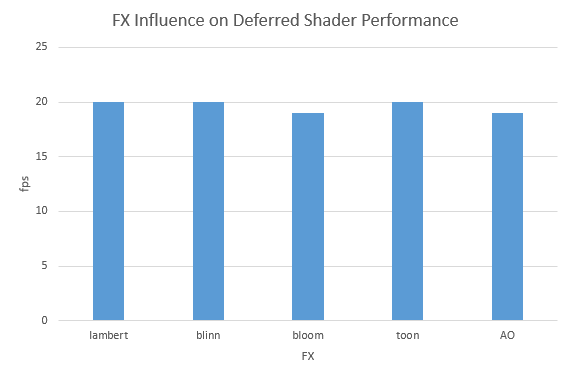 FX Influence on Deferred Shader Performance
25
20
15
10
5
0
fps
lambert blinn bloom toon AO
FX